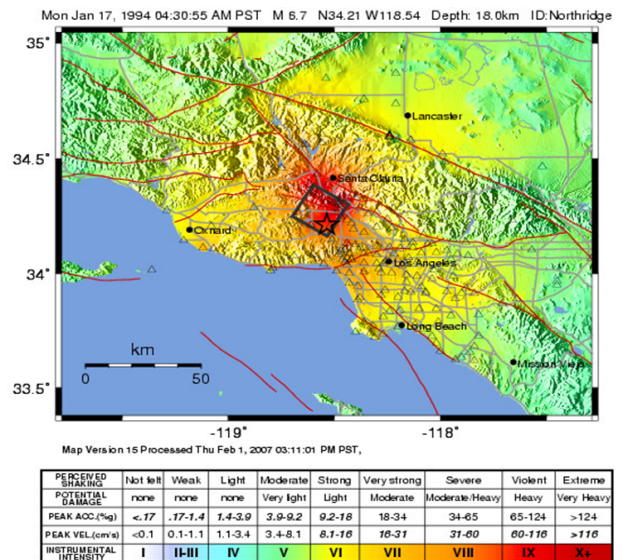 Mon Jan 17, 1994 04:30:55 AM PST M 6.7 N34.21 W118.54 Depth: 18.0km ID:Northridge
35°
Lancaster
34.5°
Santa Clarita
Oxnard
34°
Los Angeles
Long Beach
km
0 50
Mission Viejo
33.5°
-119° -118°
Map Version 15 Processed Thu Feb 1, 2007 03:11:01 PM PST,
PERCEIVED SHAKING Not felt Weak Light Moderate Strong Very strong Severe Violent Extreme
POTENTIAL DAMAGE none none none Very light Light Moderate Moderate/Heavy Heavy Very Heavy
PEAK ACC.(%g) <.17 .17-1.4 1.4-3.9 3.9-9.2 9.2-18 18-34 34-65 65-124 >124
PEAK VEL.(cm/s) <0.1 0.1-1.1 1.1-3.4 3.4-8.1 8.1-16 16-31 31-60 60-116 >116
INSTRUMENTAL INTENSITY I II-III IV V VI VII VIII IX X+